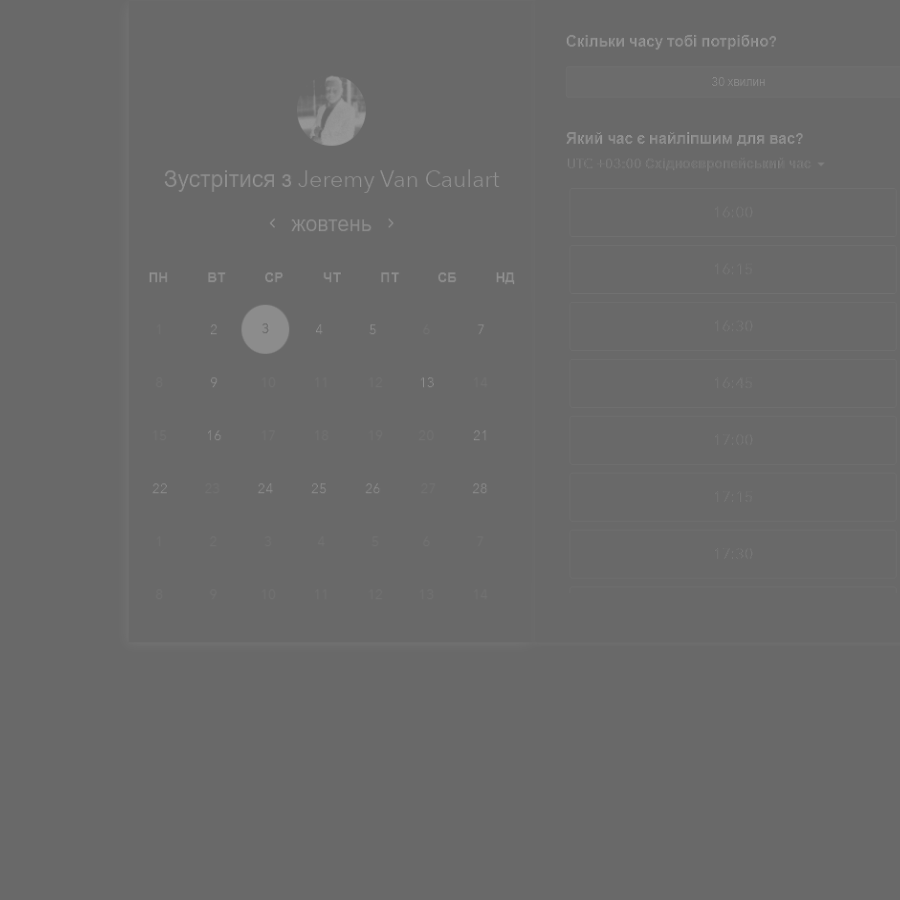 Зустрітися з Jeremy Van Caulart
жовтень
ПН ВТ СР ЧТ ПТ СБ НД
1 2 3 4 5 6 7
8 9 10 11 12 13 14
15 16 17 18 19 20 21
22 23 24 25 26 27 28
1 2 3 4 5 6 7
8 9 10 11 12 13 14
Скільки часу тобі потрібно?
30 хвилин
Який час є найліпшим для вас?
UTC +03:00 Східноєвропейський час
16:00
16:15
16:30
16:45
17:00
17:15
17:30